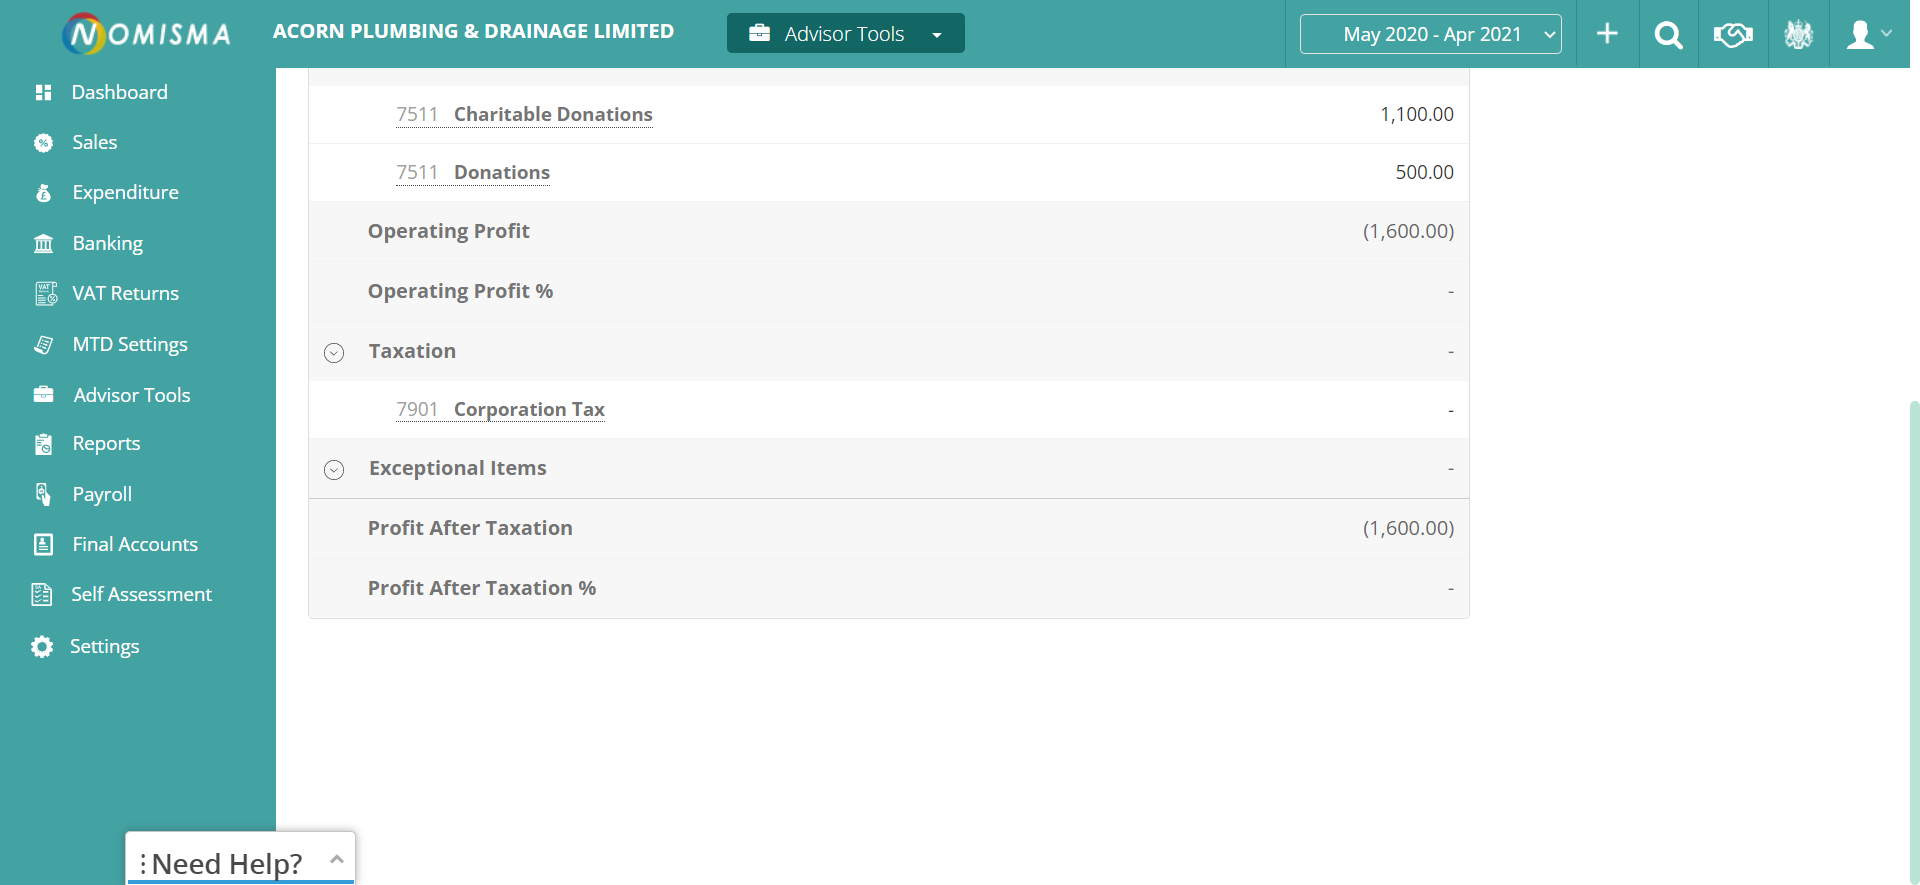 NOMISMA
ACORN PLUMBING & DRAINAGE LIMITED
Advisor Tools
May 2020 - Apr 2021
Dashboard
Sales
Expenditure
Banking
VAT Returns
MTD Settings
Advisor Tools
Reports
Payroll
Final Accounts
Self Assessment
Settings
7511 Charitable Donations 1,100.00
7511 Donations 500.00
Operating Profit (1,600.00)
Operating Profit % -
Taxation -
7901 Corporation Tax -
Exceptional Items -
Profit After Taxation (1,600.00)
Profit After Taxation % -
Need Help?